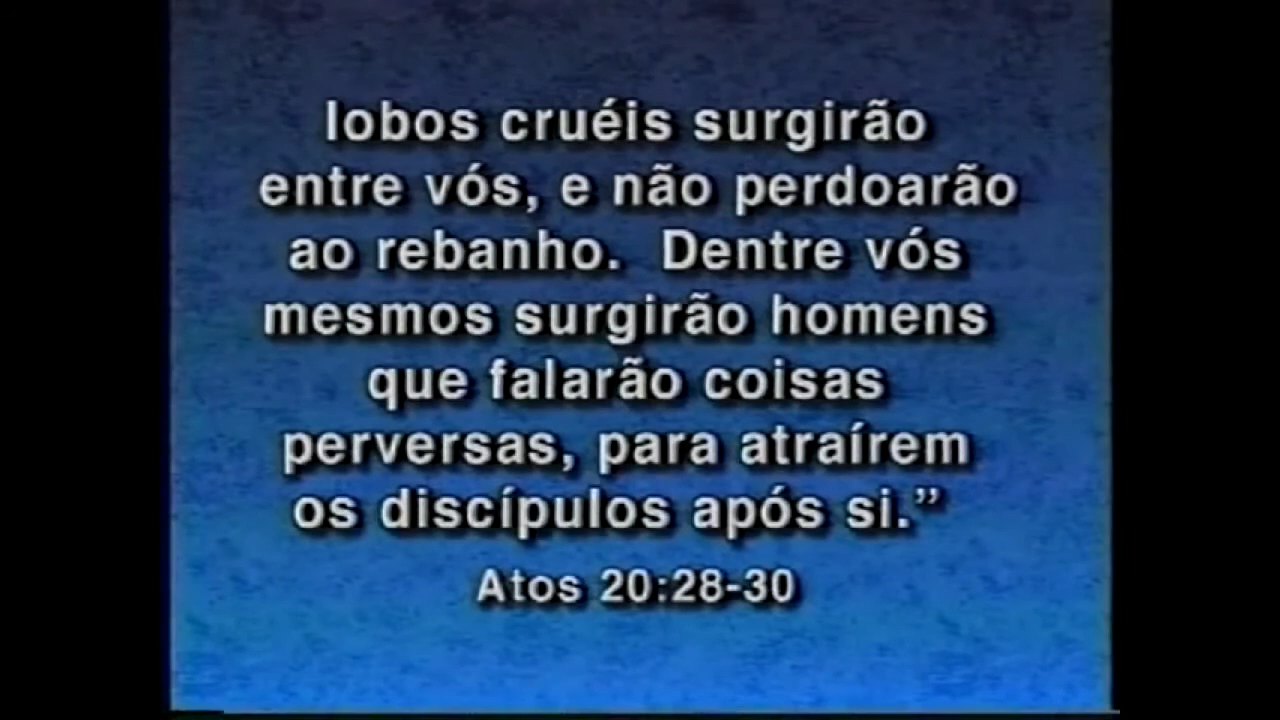 lobos cruéis surgirão
entre vós, e não perdoarão
ao rebanho. Dentre vós
mesmos surgirão homens
que falarão coisas
perversas, para atraírem
os discípulos após si.”
Atos 20:28-30